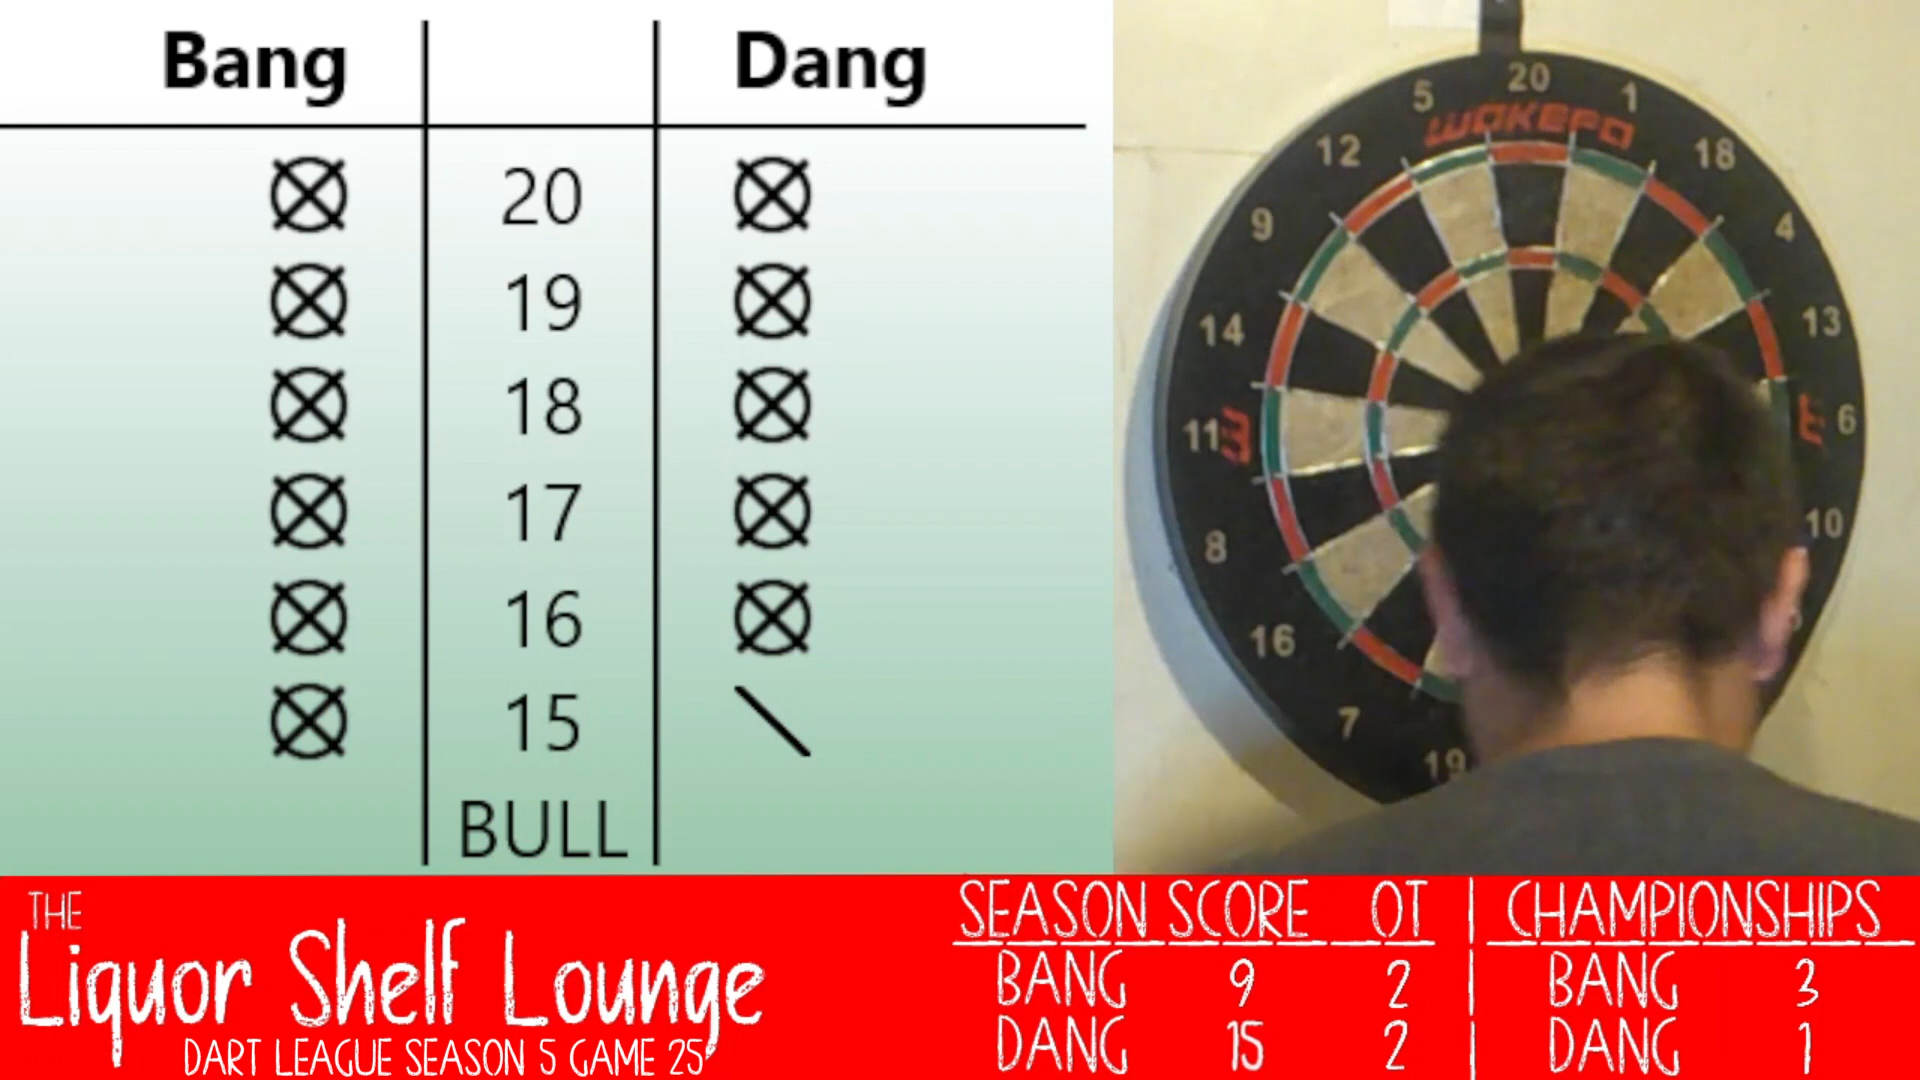 Bang Dang
20
19
18
17
16
15
BULL
5 20 1
12 18
9 4
14 13
11 6
8 10
16
7
19
WOKEFA
THE
Liquor Shelf Lounge
DART LEAGUE SEASON 5 GAME 25
SEASON SCORE OT | CHAMPIONSHIPS
BANG 9 2 | BANG 3
DANG 15 2 | DANG 1